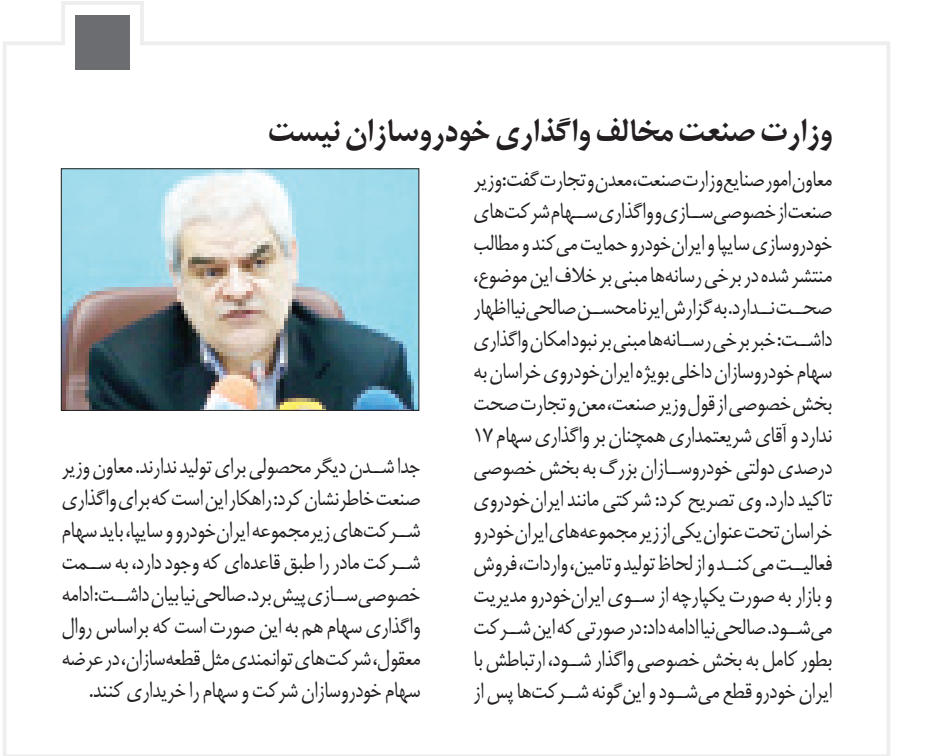 وزارت صنعت مخالف واگذاری خودروسازان نیست
معاون امور صنایع وزارت صنعت، معدن و تجارت گفت: وزیر
صنعت از خصوصی‌سازی و واگذاری سهام شرکت‌های
خودروسازی سایپا و ایران خودرو حمایت می‌کند و مطالب
منتشر شده در برخی رسانه‌ها مبنی بر خلاف این موضوع،
صحت ندارد. به گزارش ایرنا محسن صالحی‌نیا اظهار
داشت: خبر برخی رسانه‌ها مبنی بر نبود امکان واگذاری
سهام خودروسازان داخلی بویژه ایران خودروی خراسان به
بخش خصوصی از قول وزیر صنعت، معن و تجارت صحت
ندارد و آقای شریعتمداری همچنان بر واگذاری سهام ۱۷
درصدی دولتی خودروسازان بزرگ به بخش خصوصی
تاکید دارد. وی تصریح کرد: شرکتی مانند ایران خودروی
خراسان تحت عنوان یکی از زیر مجموعه‌های ایران خودرو
فعالیت می‌کند و از لحاظ تولید و تامین، واردات، فروش
و بازار به صورت یکپارچه از سوی ایران خودرو مدیریت
می‌شود. صالحی‌نیا ادامه داد: در صورتی که این شرکت
بطور کامل به بخش خصوصی واگذار شود، ارتباطش با
ایران خودرو قطع می‌شود و این‌گونه شرکت‌ها پس از
جدا شدن دیگر محصولی برای تولید ندارند. معاون وزیر
صنعت خاطرنشان کرد: راهکار این است که برای واگذاری
شرکت‌های زیرمجموعه ایران خودرو و سایپا، باید سهام
شرکت مادر را طبق قاعده‌ای که وجود دارد، به سمت
خصوصی‌سازی پیش برد. صالحی‌نیا بیان داشت: ادامه
واگذاری سهام هم به این صورت است که براساس روال
معقول، شرکت‌های توانمندی مثل قطعه‌سازان، در عرضه
سهام خودروسازان شرکت و سهام را خریداری کنند.